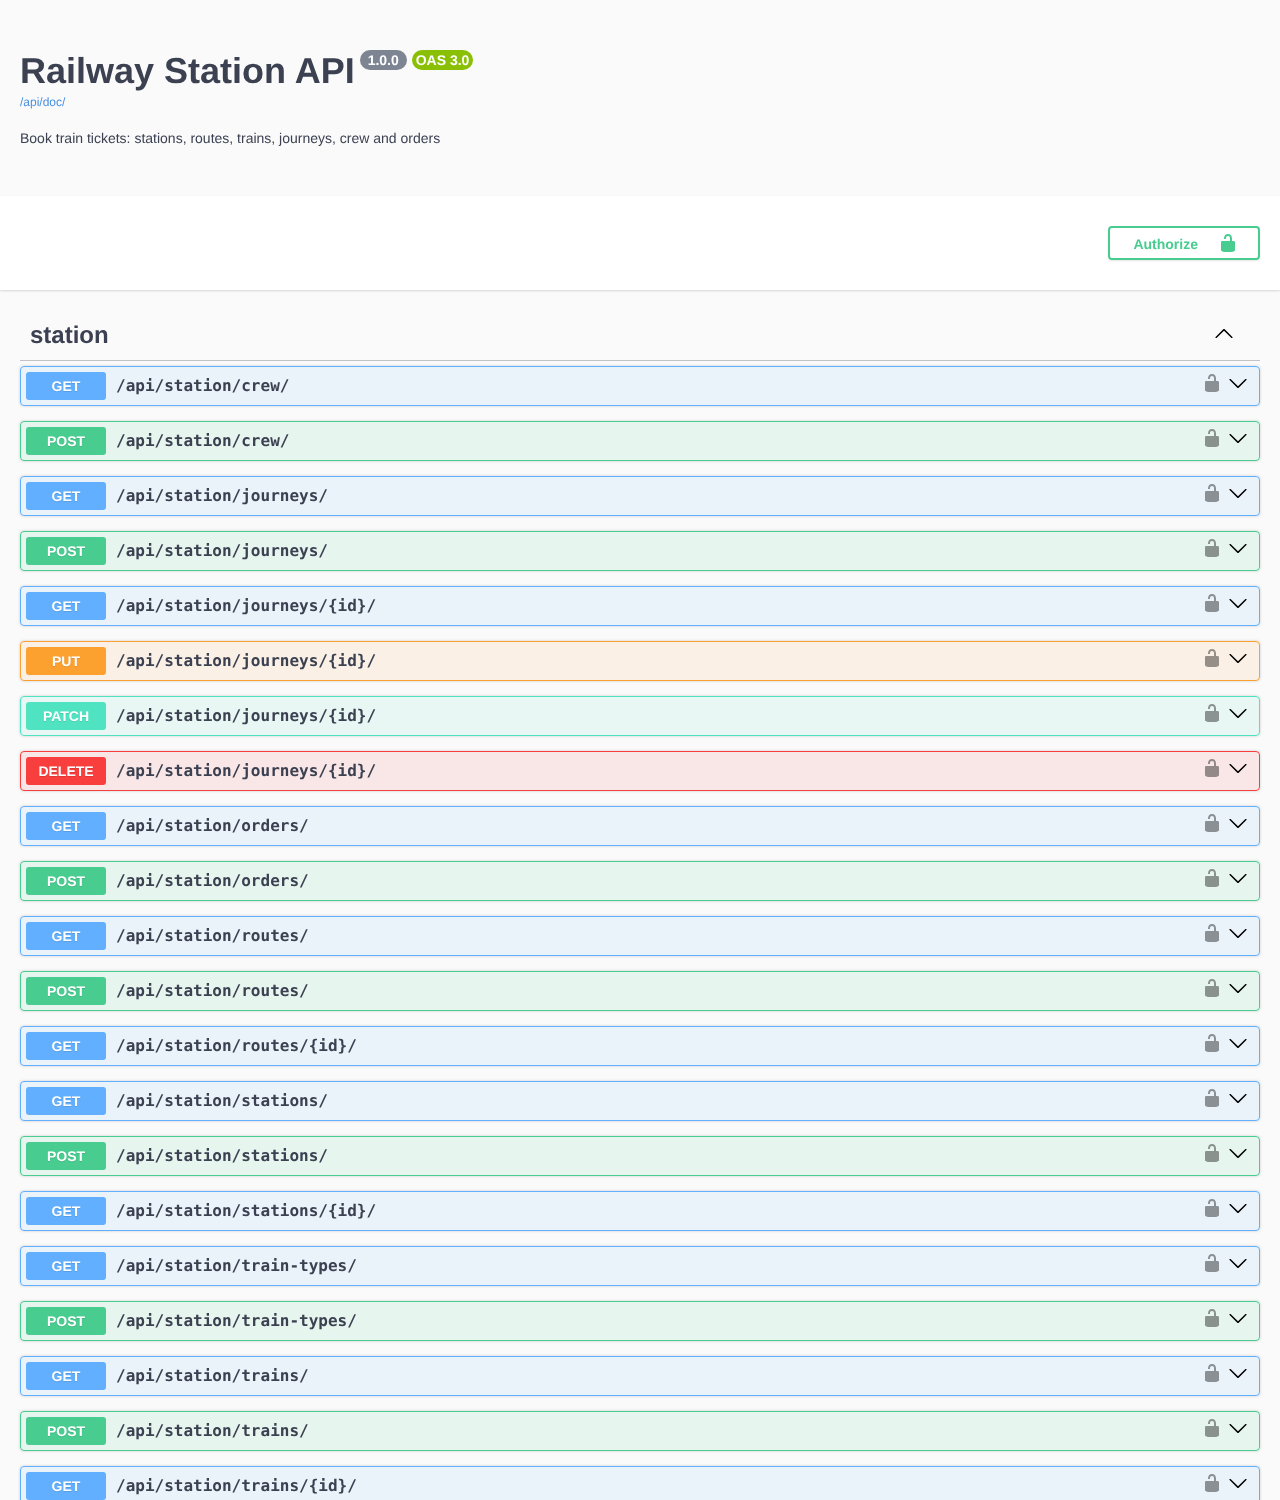 Railway Station API 1.0.0 OAS 3.0
/api/doc/
Book train tickets: stations, routes, trains, journeys, crew and orders
Authorize
station
GET /api/station/crew/
POST /api/station/crew/
GET /api/station/journeys/
POST /api/station/journeys/
GET /api/station/journeys/{id}/
PUT /api/station/journeys/{id}/
PATCH /api/station/journeys/{id}/
DELETE /api/station/journeys/{id}/
GET /api/station/orders/
POST /api/station/orders/
GET /api/station/routes/
POST /api/station/routes/
GET /api/station/routes/{id}/
GET /api/station/stations/
POST /api/station/stations/
GET /api/station/stations/{id}/
GET /api/station/train-types/
POST /api/station/train-types/
GET /api/station/trains/
POST /api/station/trains/
GET /api/station/trains/{id}/